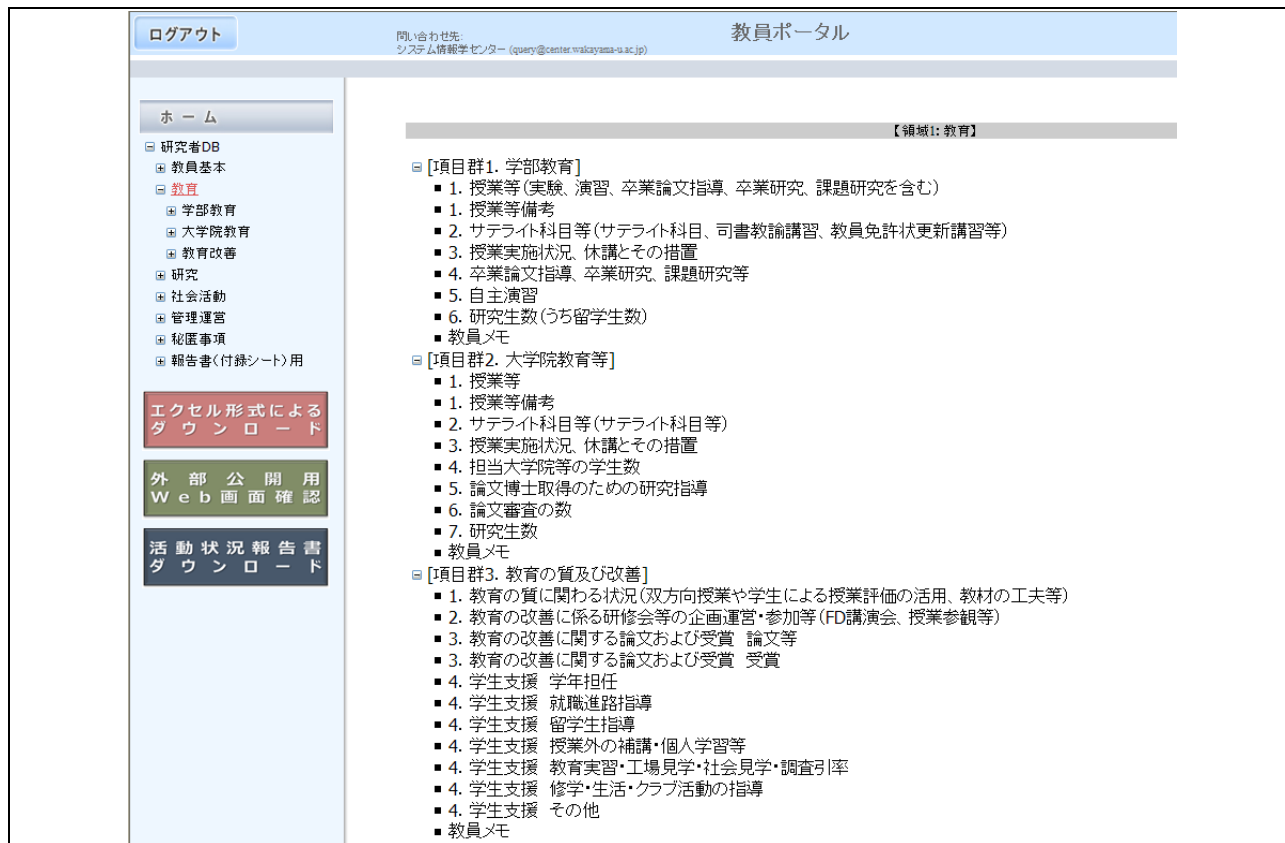 ログアウト
問い合わせ先:
システム情報学センター (query@center.wakayama-u.ac.jp)
教員ポータル
ホーム
研究者DB
教員基本
教育
学部教育
大学院教育
教育改善
研究
社会活動
管理運営
秘匿事項
報告書(付録シート)用
エクセル形式による
ダウンロード
外部公開用
Web画面確認
活動状況報告書
ダウンロード
【領域1: 教育】
[項目群1. 学部教育]
1. 授業等(実験、演習、卒業論文指導、卒業研究、課題研究を含む)
1. 授業等備考
2. サテライト科目等(サテライト科目、司書教諭講習、教員免許状更新講習等)
3. 授業実施状況、休講とその措置
4. 卒業論文指導、卒業研究、課題研究等
5. 自主演習
6. 研究生数(うち留学生数)
教員メモ
[項目群2. 大学院教育等]
1. 授業等
1. 授業等備考
2. サテライト科目等(サテライト科目等)
3. 授業実施状況、休講とその措置
4. 担当大学院等の学生数
5. 論文博士取得のための研究指導
6. 論文審査の数
7. 研究生数
教員メモ
[項目群3. 教育の質及び改善]
1. 教育の質に関わる状況(双方向授業や学生による授業評価の活用、教材の工夫等)
2. 教育の改善に係る研修会等の企画運営・参加等(FD講演会、授業参観等)
3. 教育の改善に関する論文および受賞 論文等
3. 教育の改善に関する論文および受賞 受賞
4. 学生支援 学年担任
4. 学生支援 就職進路指導
4. 学生支援 留学生指導
4. 学生支援 授業外の補講・個人学習等
4. 学生支援 教育実習・工場見学・社会見学・調査引率
4. 学生支援 修学・生活・クラブ活動の指導
4. 学生支援 その他
教員メモ